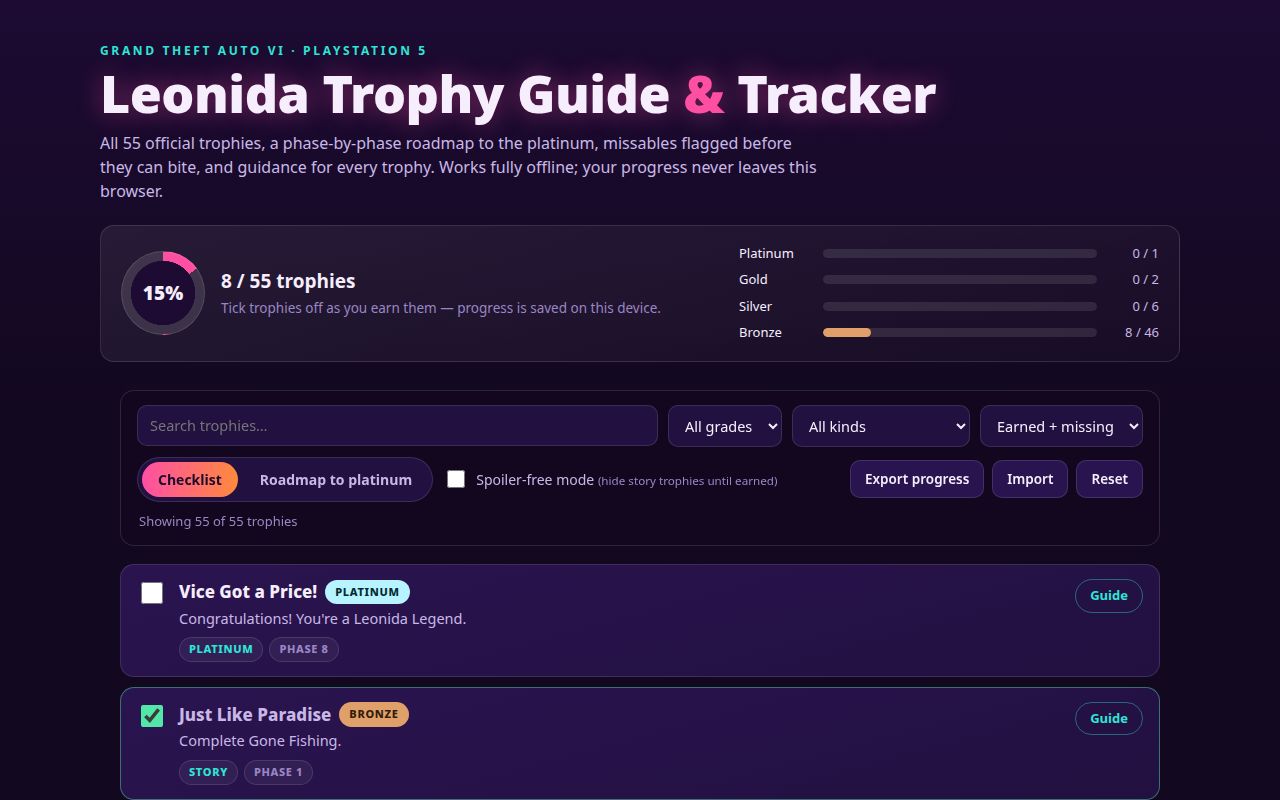 GRAND THEFT AUTO VI · PLAYSTATION 5
Leonida Trophy Guide & Tracker
All 55 official trophies, a phase-by-phase roadmap to the platinum, missables flagged before
they can bite, and guidance for every trophy. Works fully offline; your progress never leaves this
browser.
15%
8 / 55 trophies
Tick trophies off as you earn them — progress is saved on this device.
Platinum 0 / 1
Gold 0 / 2
Silver 0 / 6
Bronze 8 / 46
Search trophies... All grades All kinds Earned + missing
Checklist Roadmap to platinum Spoiler-free mode (hide story trophies until earned) Export progress Import Reset
Showing 55 of 55 trophies
Vice Got a Price! PLATINUM Guide
Congratulations! You're a Leonida Legend.
PLATINUM PHASE 8
Just Like Paradise BRONZE Guide
Complete Gone Fishing.
STORY PHASE 1